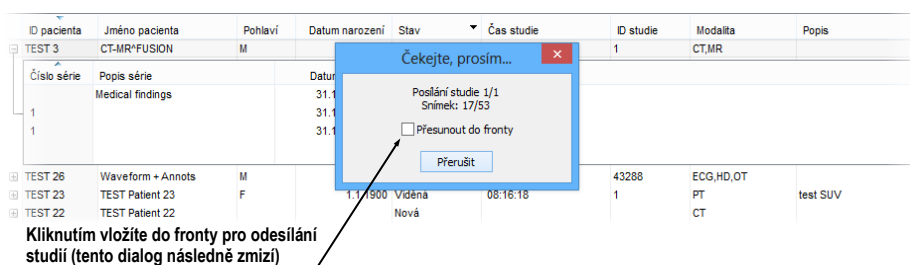 ID pacienta Jméno pacienta Pohlaví Datum narození Stav Čas studie ID studie Modalita Popis
TEST 3 CT-MR^FUSION M 1 CT,MR
Čekejte, prosím...
Číslo série Popis série Datu
Medical findings 31.1
1 31.1
1 31.1
Posílání studie 1/1
Snímek: 17/53
Přesunout do fronty
Přerušit
TEST 26 Waveform + Annots M 43288 ECG,HD,OT
TEST 23 TEST Patient 23 F 1.1.1900 Viděna 08:16:18 1 PT test SUV
TEST 22 TEST Patient 22 Nová CT
Kliknutím vložíte do fronty pro odesílání
studií (tento dialog následně zmizí)